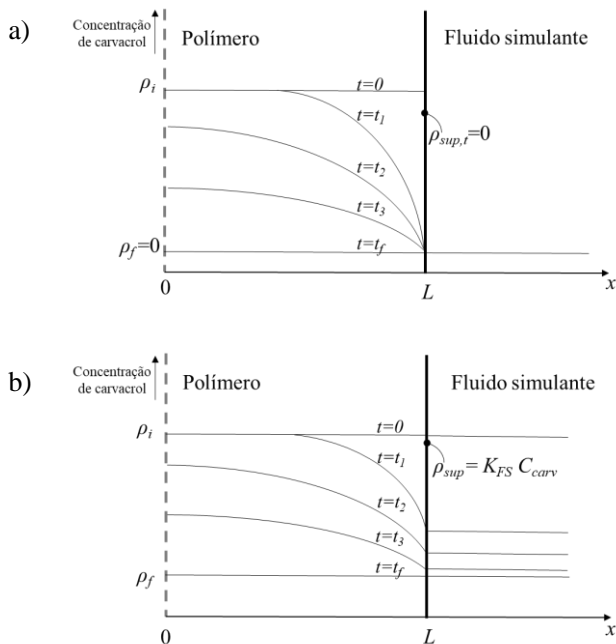 a)
Concentração
de carvacrol
Polímero
Fluido simulante
ρi
t=0
t=t1
ρsup,t=0
t=t2
t=t3
ρf=0
t=tf
0
L
x
b)
Concentração
de carvacrol
Polímero
Fluido simulante
ρi
t=0
t=t1
ρsup = KFS Ccarv
t=t2
t=t3
t=tf
ρf
0
L
x